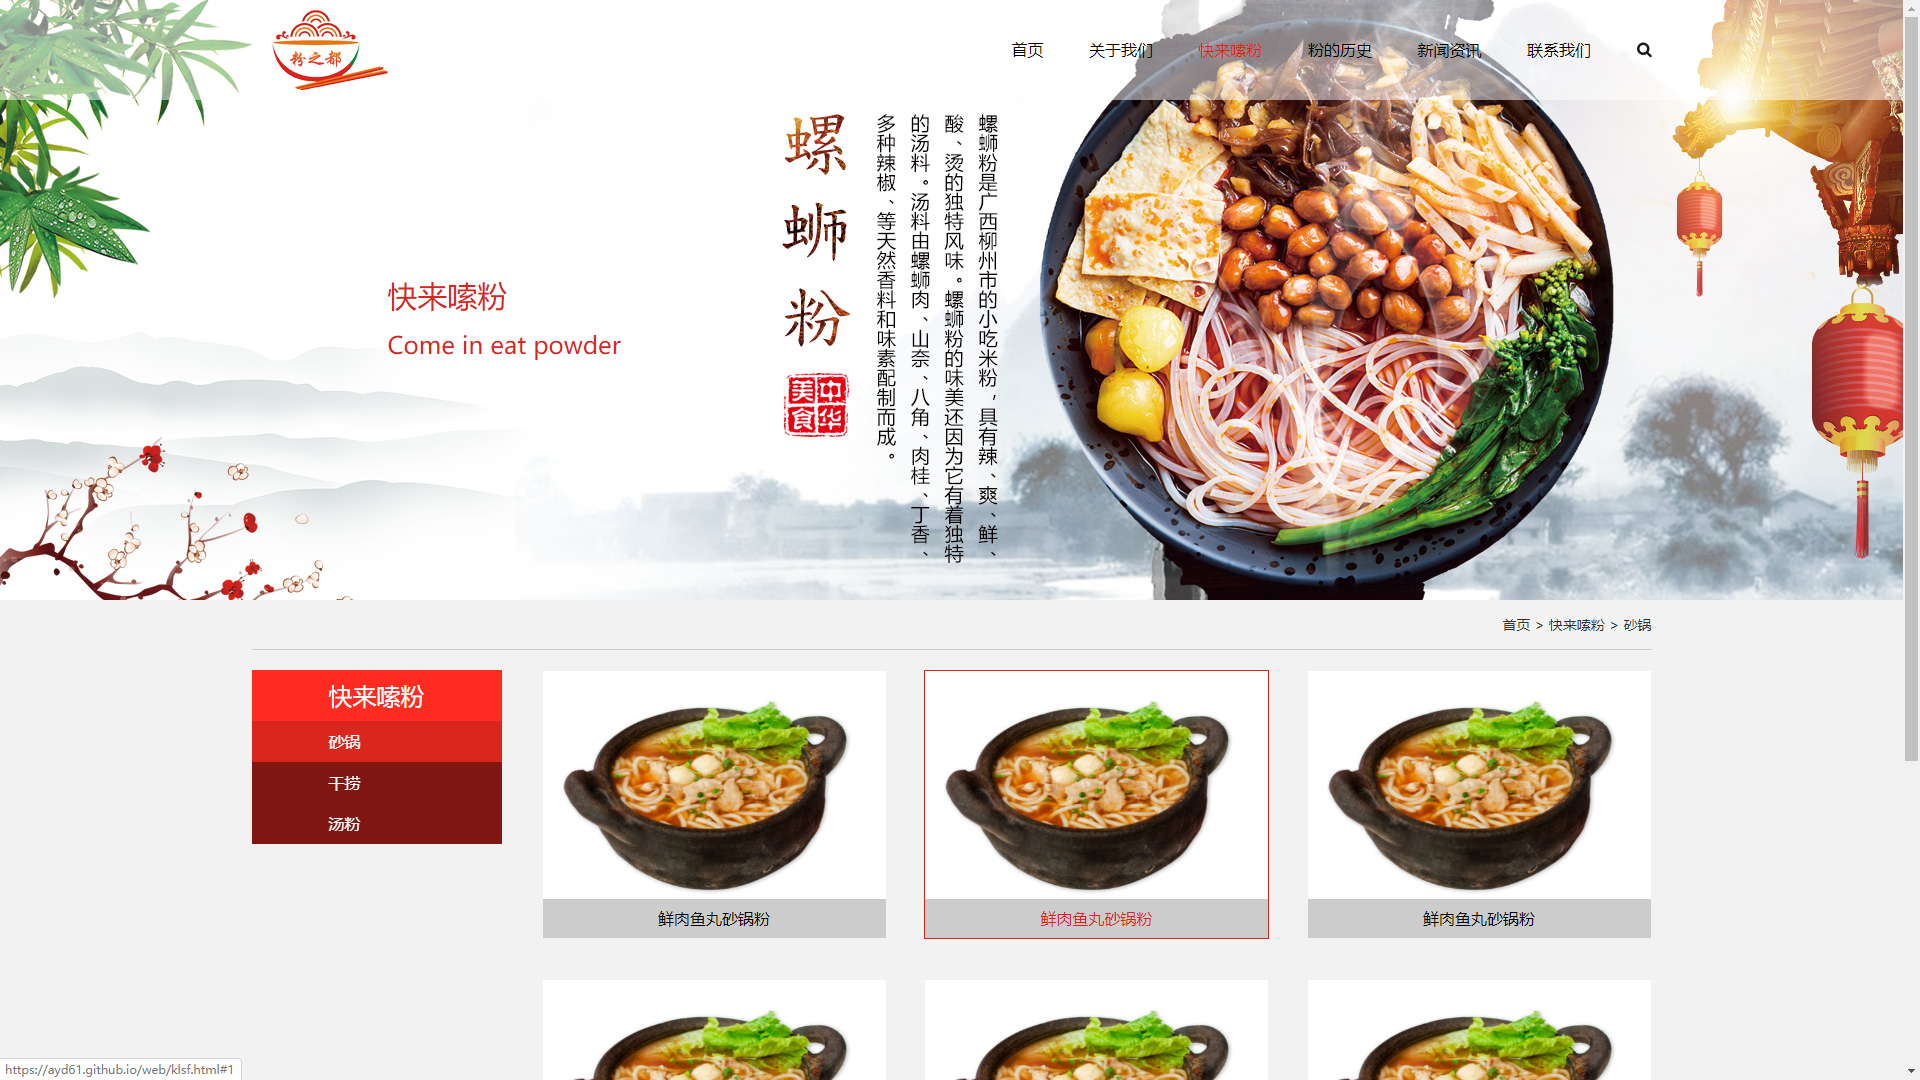 粉之都
首页
关于我们
快来嗦粉
粉的历史
新闻资讯
联系我们
螺蛳粉
中华美食
螺蛳粉是广西柳州市的小吃米粉，具有辣、爽、鲜、
酸、烫的独特风味。螺蛳粉的味美还因为它有着独特
的汤料。汤料由螺蛳肉、山奈、八角、肉桂、丁香、
多种辣椒、等天然香料和味素配制而成。
快来嗦粉
Come in eat powder
首页 > 快来嗦粉 > 砂锅
快来嗦粉
砂锅
干捞
汤粉
鲜肉鱼丸砂锅粉
鲜肉鱼丸砂锅粉
鲜肉鱼丸砂锅粉
https://ayd61.github.io/web/klsf.html#1